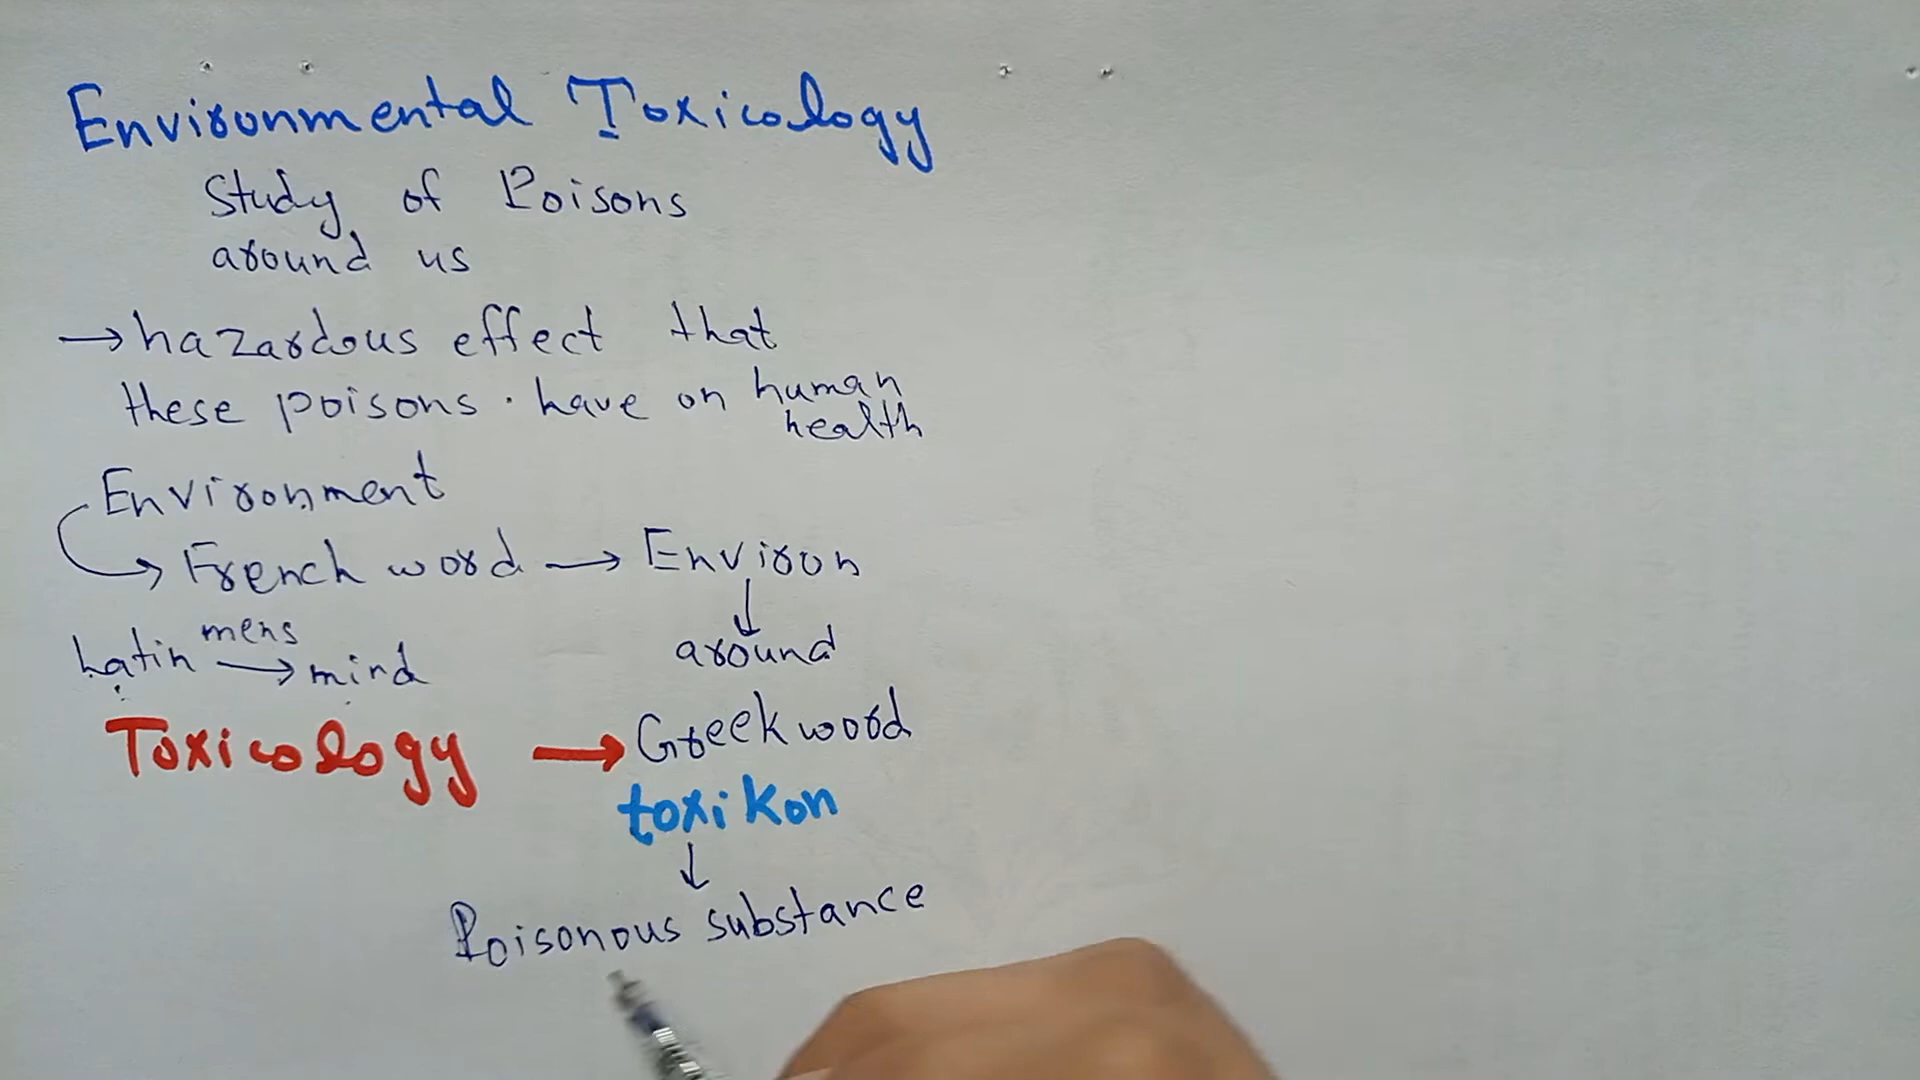 Environmental Toxicology
Study of Poisons
around us
→ hazardous effect that
these poisons . have on human
health
Environment
French word → Environ
around
Latin mens → mind
Toxicology → Greek word
toxikon
Poisonous substance